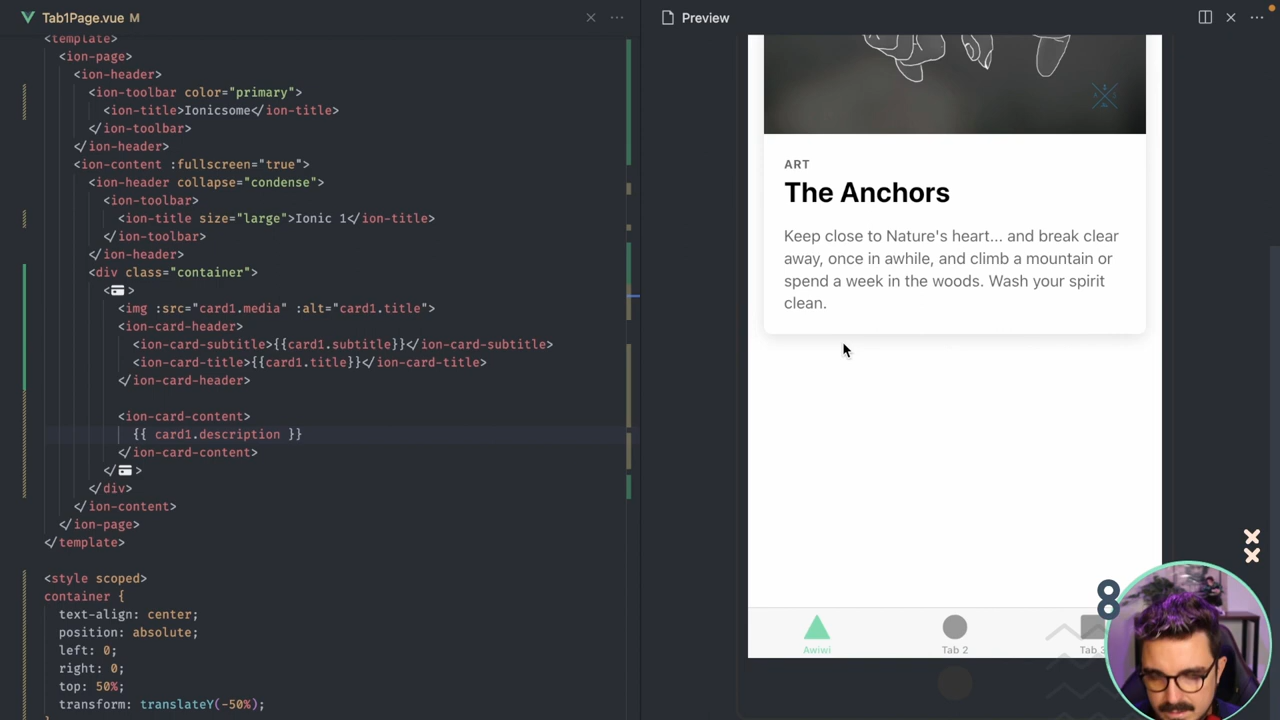 Tab1Page.vue M
<template>
<ion-page>
<ion-header>
<ion-toolbar color="primary">
<ion-title>Ionicsome</ion-title>
</ion-toolbar>
</ion-header>
<ion-content :fullscreen="true">
<ion-header collapse="condense">
<ion-toolbar>
<ion-title size="large">Ionic 1</ion-title>
</ion-toolbar>
</ion-header>
<div class="container">
< >
<img :src="card1.media" :alt="card1.title">
<ion-card-header>
<ion-card-subtitle>{{card1.subtitle}}</ion-card-subtitle>
<ion-card-title>{{card1.title}}</ion-card-title>
</ion-card-header>
<ion-card-content>
{{ card1.description }}
</ion-card-content>
</ >
</div>
</ion-content>
</ion-page>
</template>
<style scoped>
container {
text-align: center;
position: absolute;
left: 0;
right: 0;
top: 50%;
transform: translateY(-50%);
Preview
ART
The Anchors
Keep close to Nature's heart... and break clear
away, once in awhile, and climb a mountain or
spend a week in the woods. Wash your spirit
clean.
Awiwi
Tab 2
Tab 3